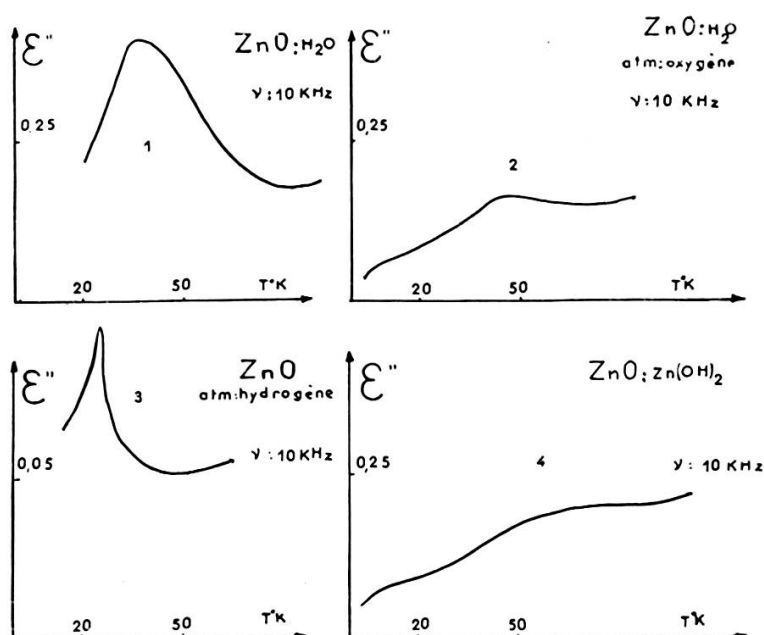 ε"
ZnO:H₂O
ν:10 KHz
0,25
1
20 50 T°K
ε"
ZnO:H₂O
atm:oxygène
ν:10 KHz
0,25
2
20 50 T°K
ε"
ZnO
atm:hydrogène
3
ν:10 KHz
0,05
20 50 T°K
ε"
ZnO:Zn(OH)₂
0,25
4
ν:10 KHz
20 50 T°K